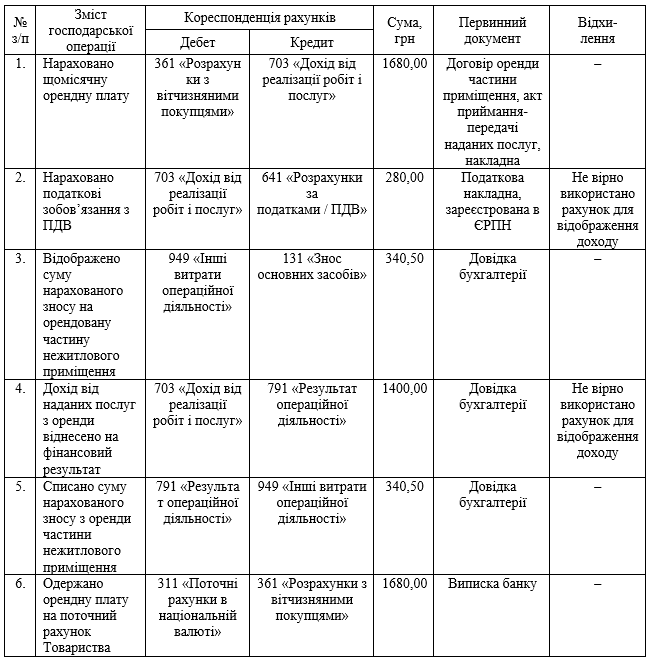 №
з/п
Зміст
господарської
операції
Кореспонденція рахунків
Дебет
Кредит
Сума,
грн
Первинний
документ
Відхи-
лення
1.
Нараховано
щомісячну
орендну плату
361 «Розрахун
ки з
вітчизняними
покупцями»
703 «Дохід від
реалізації робіт і
послуг»
1680,00
Договір оренди
частини
приміщення, акт
приймання-
передачі
наданих послуг,
накладна
–
2.
Нараховано
податкові
зобов’язання з
ПДВ
703 «Дохід від
реалізації
робіт і послуг»
641 «Розрахунки
за
податками / ПДВ»
280,00
Податкова
накладна,
зареєстрована в
ЄРПН
Не вірно
використано
рахунок для
відображення
доходу
3.
Відображено
суму
нарахованого
зносу на
орендовану
частину
нежитлового
приміщення
949 «Інші
витрати
операційної
діяльності»
131 «Знос
основних засобів»
340,50
Довідка
бухгалтерії
–
4.
Дохід від
наданих послуг
з оренди
віднесено на
фінансовий
результат
703 «Дохід від
реалізації
робіт і послуг»
791 «Результат
операційної
діяльності»
1400,00
Довідка
бухгалтерії
Не вірно
використано
рахунок для
відображення
доходу
5.
Списано суму
нарахованого
зносу з оренди
частини
нежитлового
приміщення
791 «Результа
т операційної
діяльності»
949 «Інші витрати
операційної
діяльності»
340,50
Довідка
бухгалтерії
–
6.
Одержано
орендну плату
на поточний
рахунок
Товариства
311 «Поточні
рахунки в
національній
валюті»
361 «Розрахунки з
вітчизняними
покупцями»
1680,00
Виписка банку
–